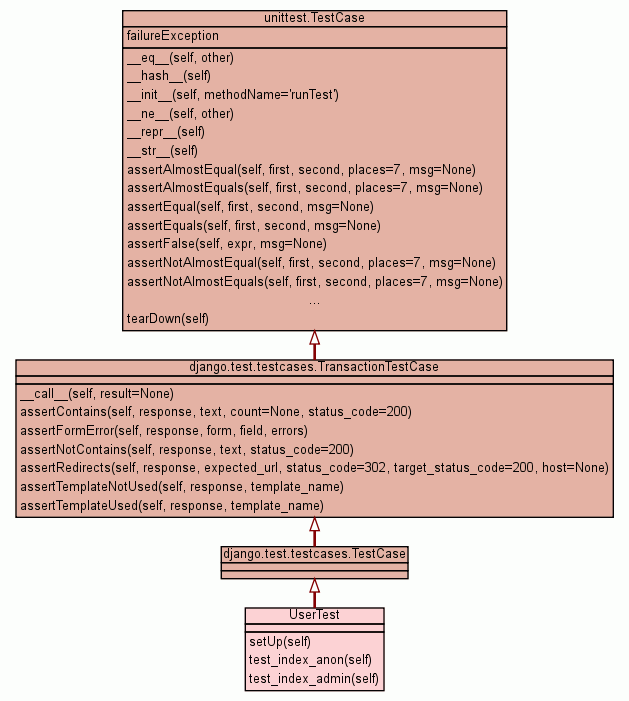 unittest.TestCase
failureException
__eq__(self, other)
__hash__(self)
__init__(self, methodName='runTest')
__ne__(self, other)
__repr__(self)
__str__(self)
assertAlmostEqual(self, first, second, places=7, msg=None)
assertAlmostEquals(self, first, second, places=7, msg=None)
assertEqual(self, first, second, msg=None)
assertEquals(self, first, second, msg=None)
assertFalse(self, expr, msg=None)
assertNotAlmostEqual(self, first, second, places=7, msg=None)
assertNotAlmostEquals(self, first, second, places=7, msg=None)
...
tearDown(self)
django.test.testcases.TransactionTestCase
__call__(self, result=None)
assertContains(self, response, text, count=None, status_code=200)
assertFormError(self, response, form, field, errors)
assertNotContains(self, response, text, status_code=200)
assertRedirects(self, response, expected_url, status_code=302, target_status_code=200, host=None)
assertTemplateNotUsed(self, response, template_name)
assertTemplateUsed(self, response, template_name)
django.test.testcases.TestCase
UserTest
setUp(self)
test_index_anon(self)
test_index_admin(self)